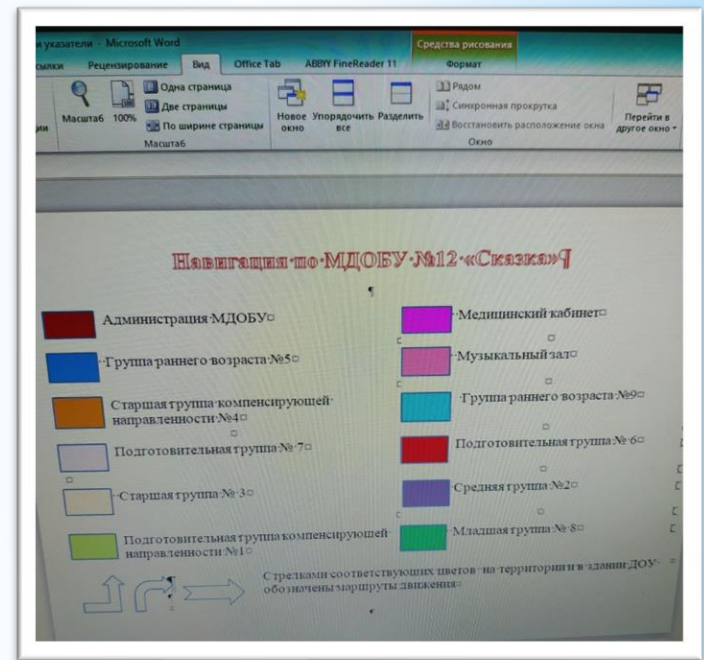 и указатели - Microsoft Word
Средства рисования
сылки Рецензирование Вид Office Tab ABBYY FineReader 11 Формат
Масштаб
100%
Одна страница
Две страницы
По ширине страницы
Масштаб
Новое окно
Упорядочить все
Разделить
Рядом
Синхронная прокрутка
Восстановить расположение окна
Окно
Перейти в
другое окно
Навигация·по·МДОБУ·№12·«Сказка»¶
Администрация·МДОБУ
Группа·раннего·возраста·№5
Старшая·группа·компенсирующей·
направленности·№4
Подготовительная·группа·№·7
Старшая·группа·№·3
Подготовительная·группа·компенсирующей·
направленности·№1
Медицинский·кабинет
Музыкальный·зал
Группа·раннего·возраста·№9
Подготовительная·группа·№·6
Средняя·группа·№2
Младшая·группа·№·8
Стрелками·соответствующих·цветов··на·территории·и·в·здании·ДОУ·
обозначены·маршруты·движения